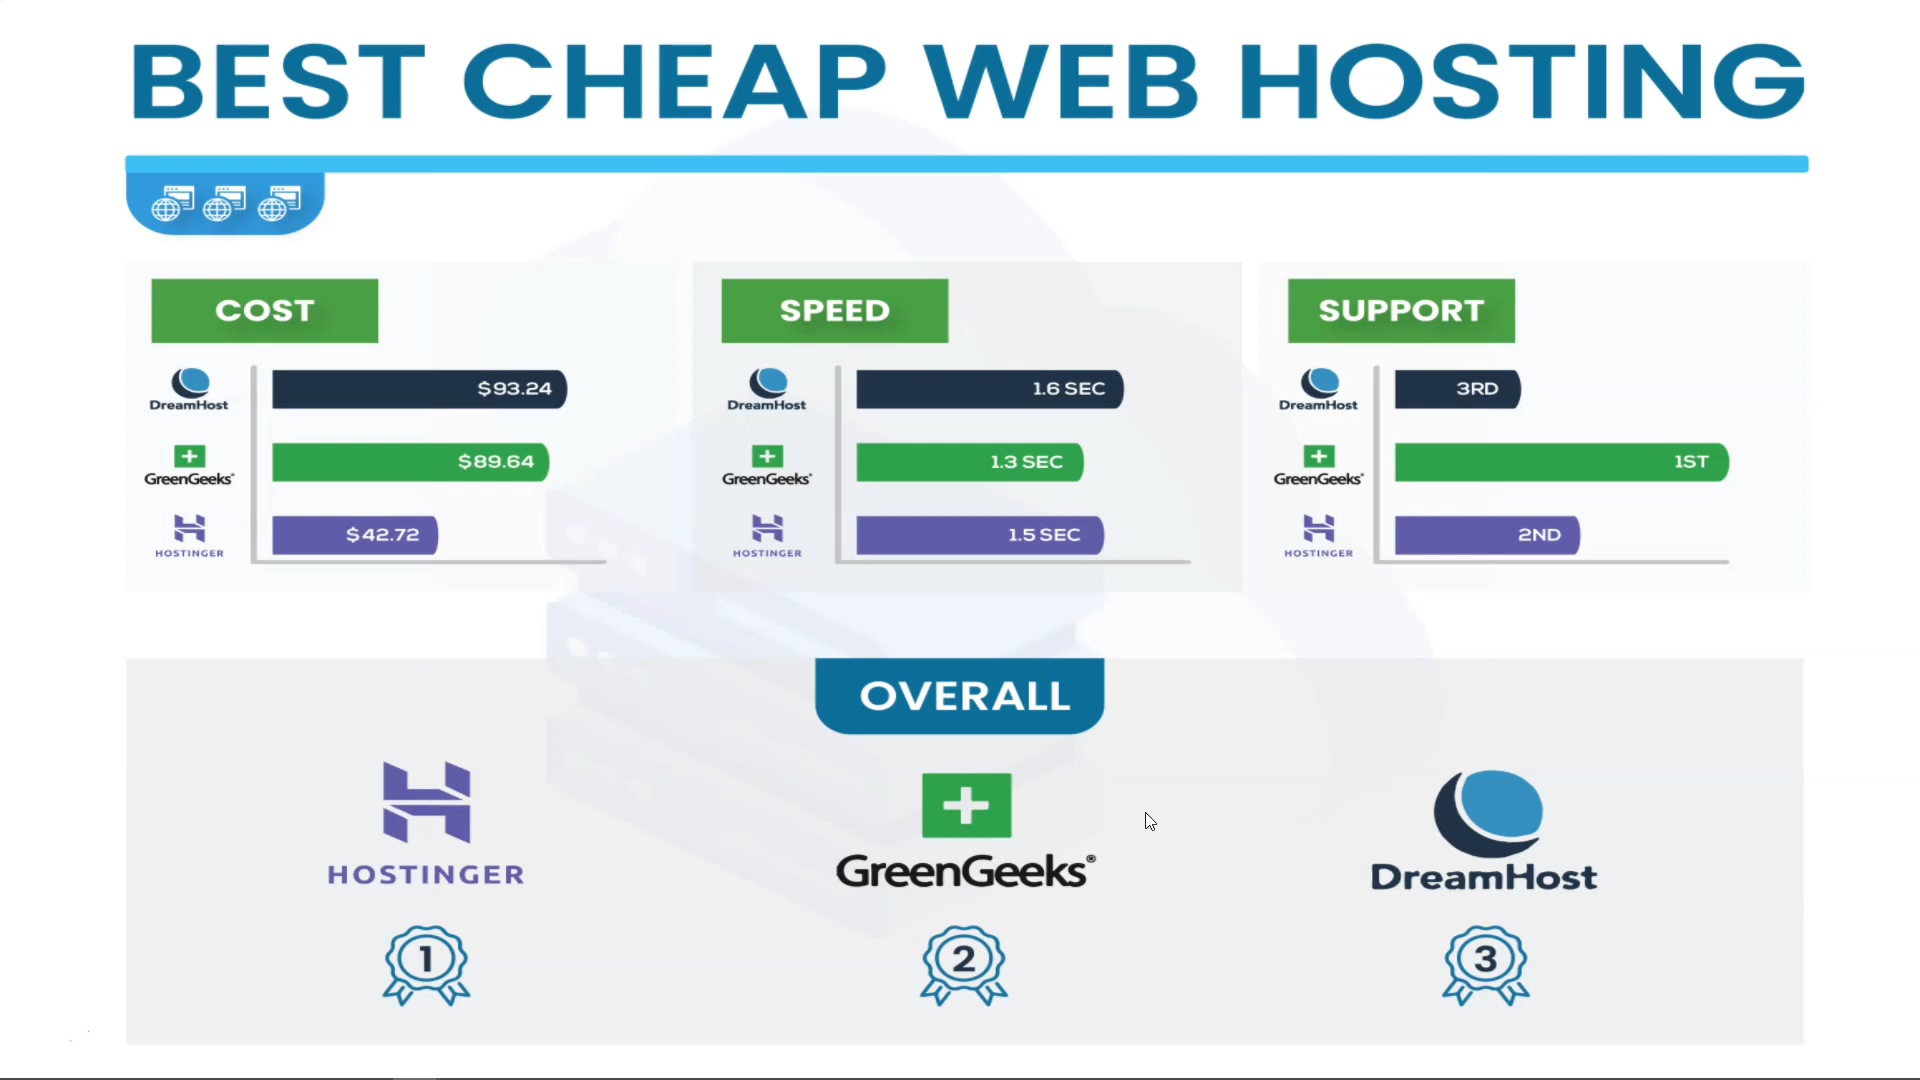 BEST CHEAP WEB HOSTING
COST
DreamHost
$93.24
GreenGeeks®
$89.64
HOSTINGER
$42.72
SPEED
DreamHost
1.6 SEC
GreenGeeks®
1.3 SEC
HOSTINGER
1.5 SEC
SUPPORT
DreamHost
3RD
GreenGeeks®
1ST
HOSTINGER
2ND
OVERALL
HOSTINGER
1
GreenGeeks®
2
DreamHost
3